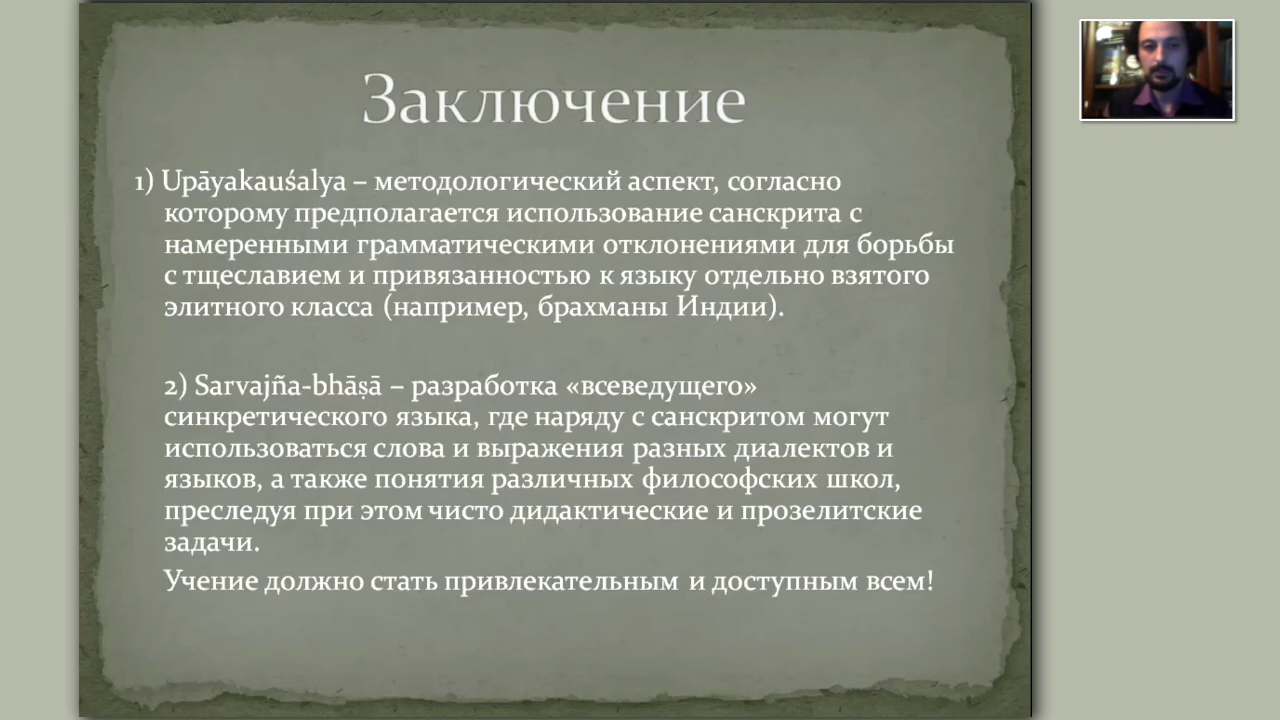 Заключение
1) Upāyakauśalya – методологический аспект, согласно
которому предполагается использование санскрита с
намеренными грамматическими отклонениями для борьбы
с тщеславием и привязанностью к языку отдельно взятого
элитного класса (например, брахманы Индии).
2) Sarvajña-bhāṣā – разработка «всеведущего»
синкретического языка, где наряду с санскритом могут
использоваться слова и выражения разных диалектов и
языков, а также понятия различных философских школ,
преследуя при этом чисто дидактические и прозелитские
задачи.
Учение должно стать привлекательным и доступным всем!